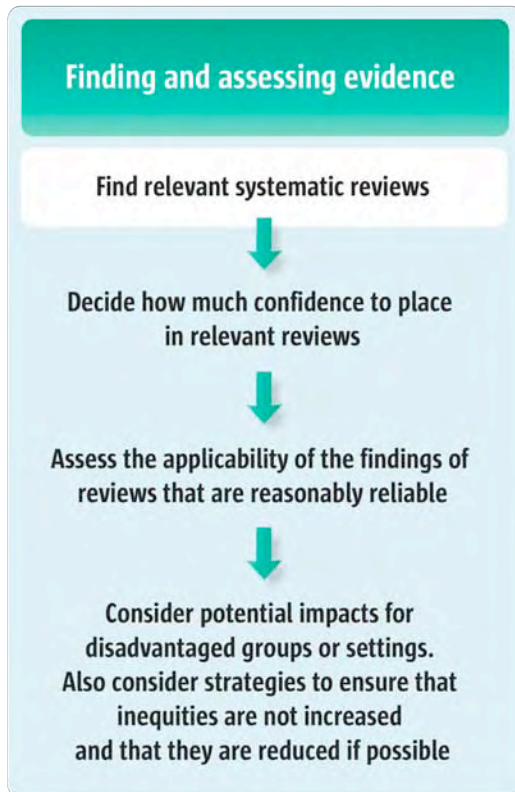 Finding and assessing evidence
Find relevant systematic reviews
Decide how much confidence to place
in relevant reviews
Assess the applicability of the findings of
reviews that are reasonably reliable
Consider potential impacts for
disadvantaged groups or settings.
Also consider strategies to ensure that
inequities are not increased
and that they are reduced if possible